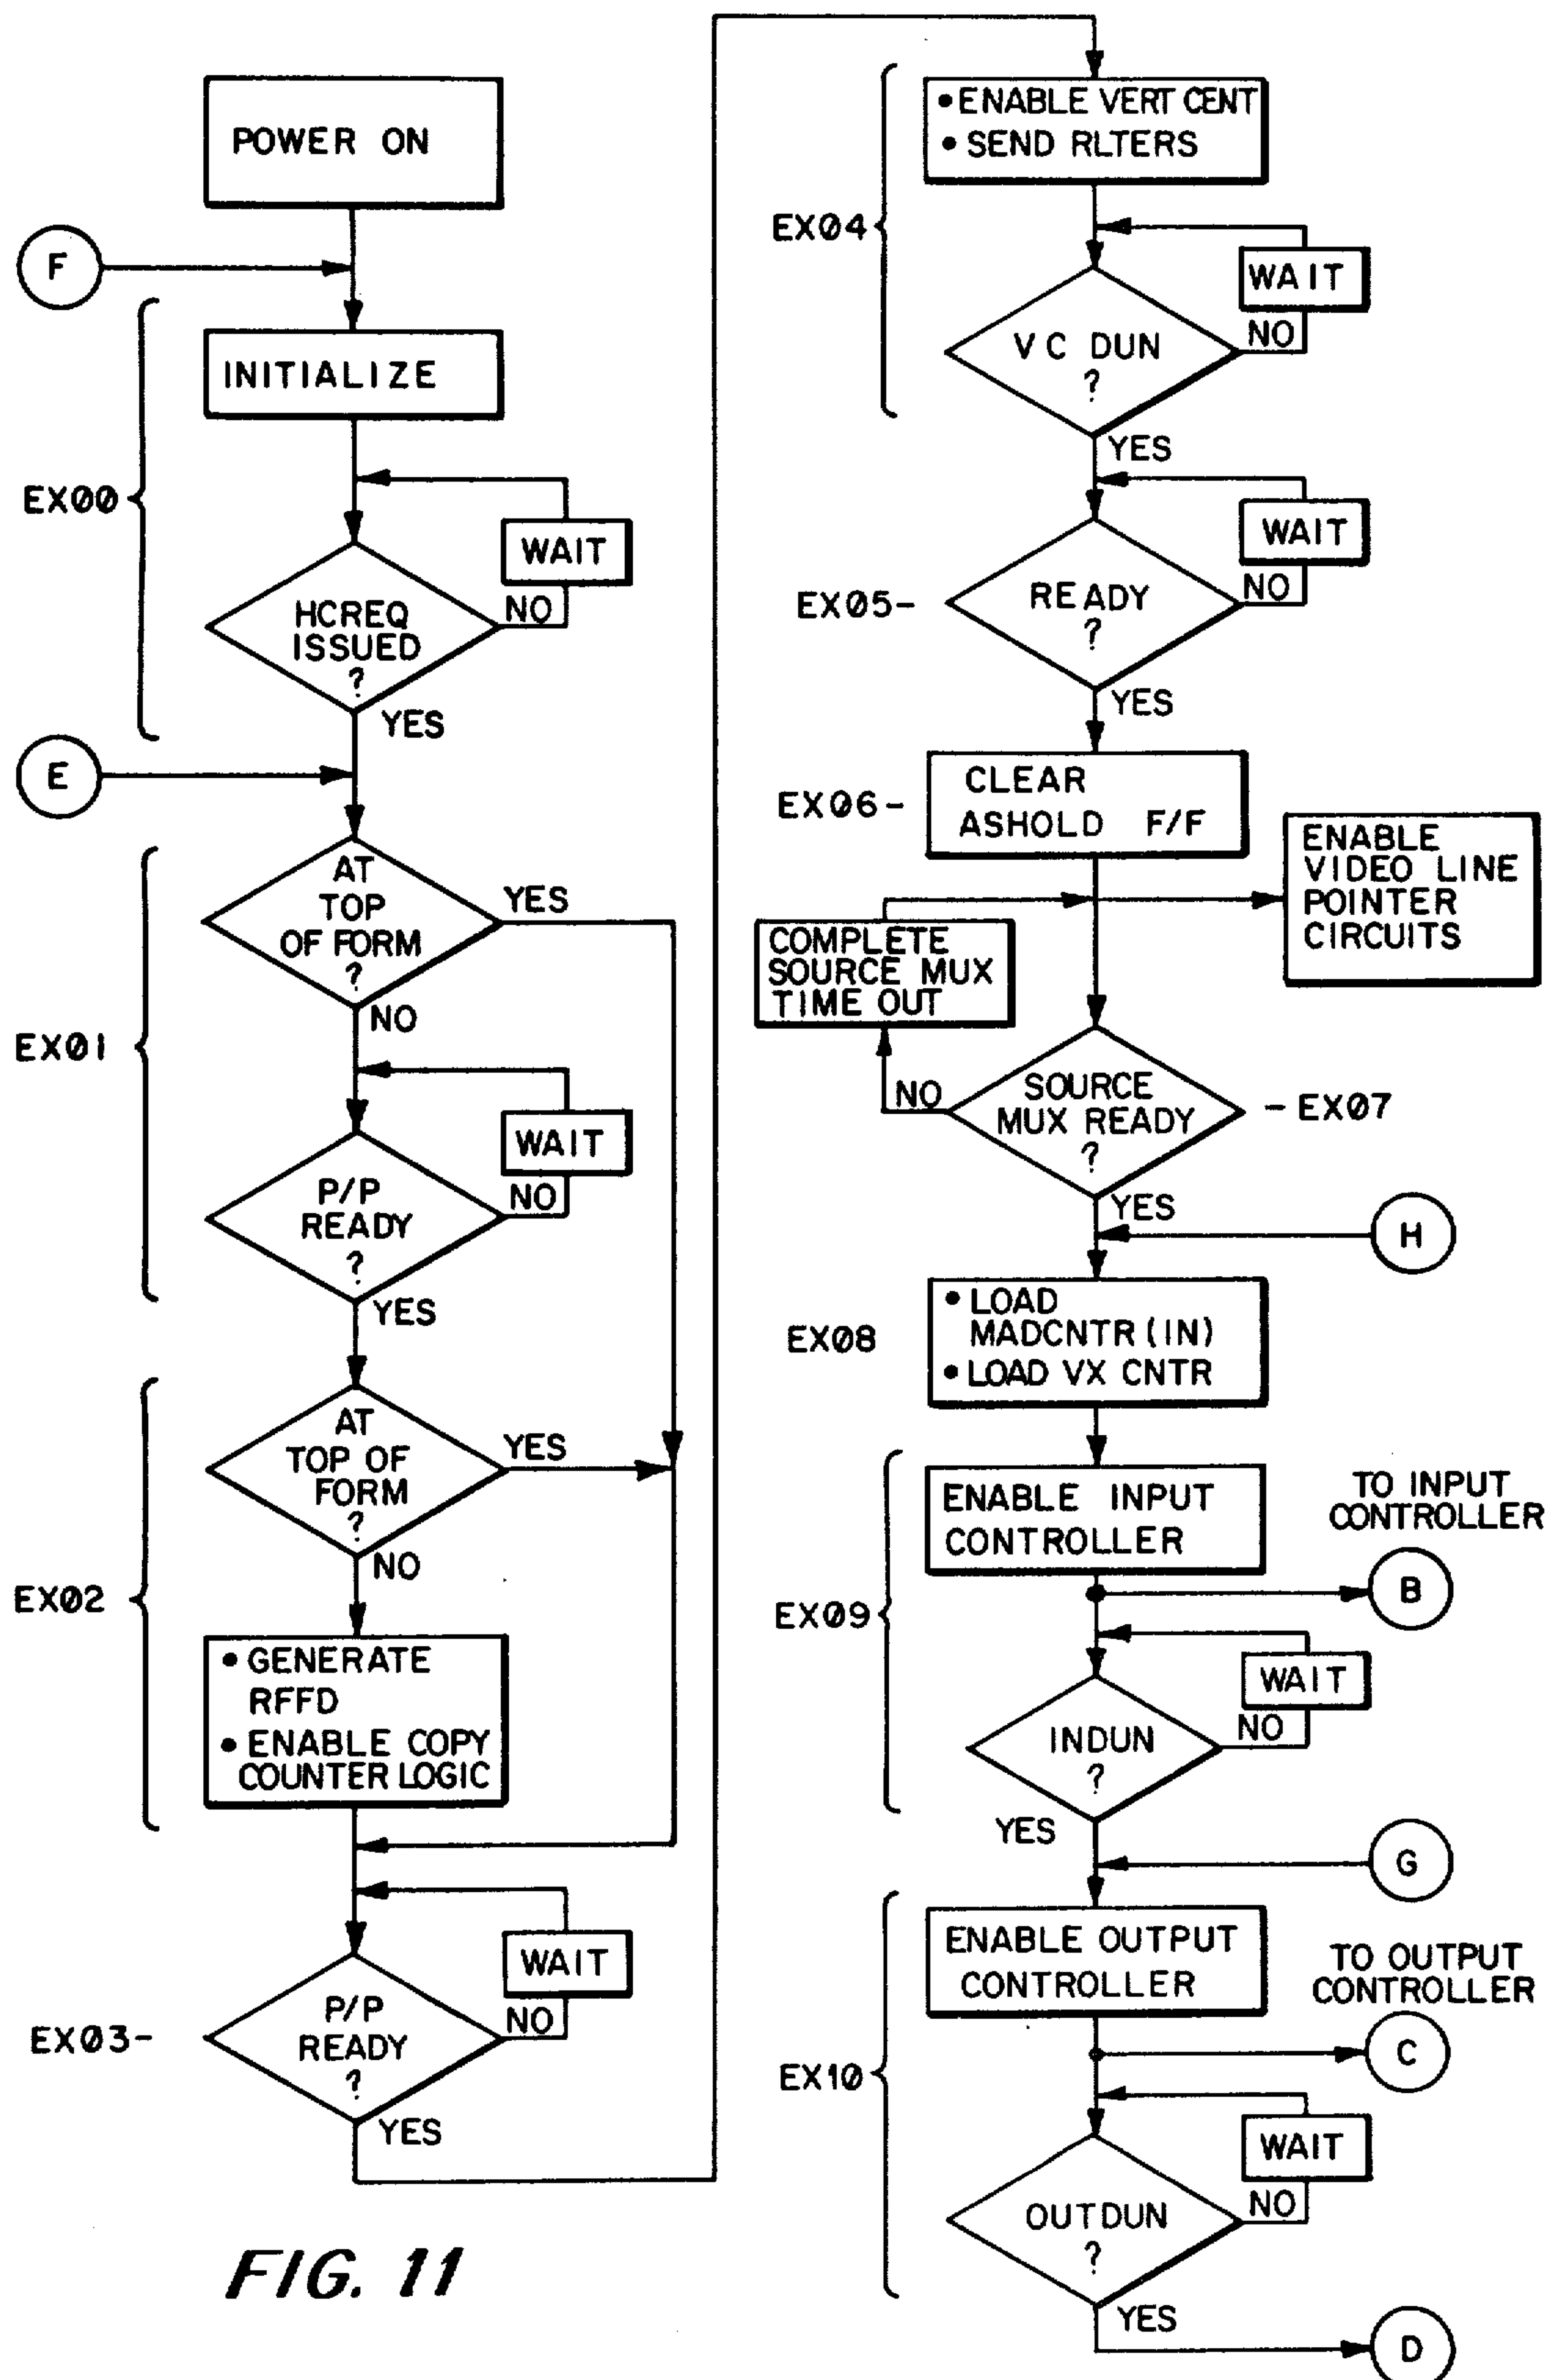 POWER ON
F
INITIALIZE
EX00
WAIT
HCREQ
ISSUED
?
NO
YES
E
AT
TOP
OF FORM
?
YES
NO
EX01
WAIT
P/P
READY
?
NO
YES
AT
TOP OF
FORM
?
YES
NO
EX02
• GENERATE
RFFD
• ENABLE COPY
COUNTER LOGIC
WAIT
EX03-
P/P
READY
?
NO
YES
FIG. 11
• ENABLE VERT CENT
• SEND RLTERS
EX04
WAIT
VC DUN
?
NO
YES
WAIT
EX05-
READY
?
NO
YES
EX06-
CLEAR
ASHOLD F/F
ENABLE
VIDEO LINE
POINTER
CIRCUITS
COMPLETE
SOURCE MUX
TIME OUT
NO
SOURCE
MUX READY
?
- EX07
YES
H
EX08
• LOAD
MADCNTR (IN)
• LOAD VX CNTR
ENABLE INPUT
CONTROLLER
TO INPUT
CONTROLLER
B
EX09
WAIT
INDUN
?
NO
YES
G
ENABLE OUTPUT
CONTROLLER
TO OUTPUT
CONTROLLER
C
EX10
WAIT
OUTDUN
?
NO
YES
D